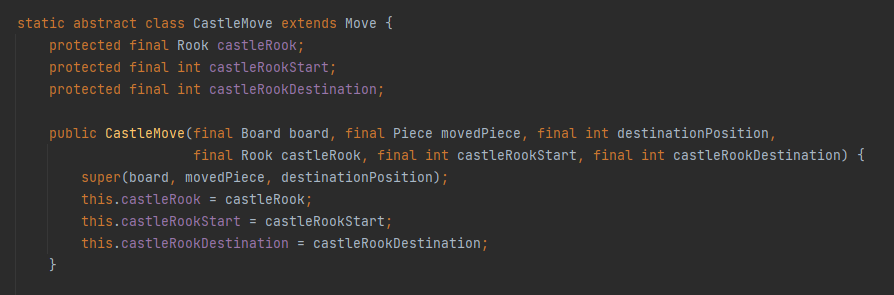 static abstract class CastleMove extends Move {
    protected final Rook castleRook;
    protected final int castleRookStart;
    protected final int castleRookDestination;

    public CastleMove(final Board board, final Piece movedPiece, final int destinationPosition,
                      final Rook castleRook, final int castleRookStart, final int castleRookDestination) {
        super(board, movedPiece, destinationPosition);
        this.castleRook = castleRook;
        this.castleRookStart = castleRookStart;
        this.castleRookDestination = castleRookDestination;
    }